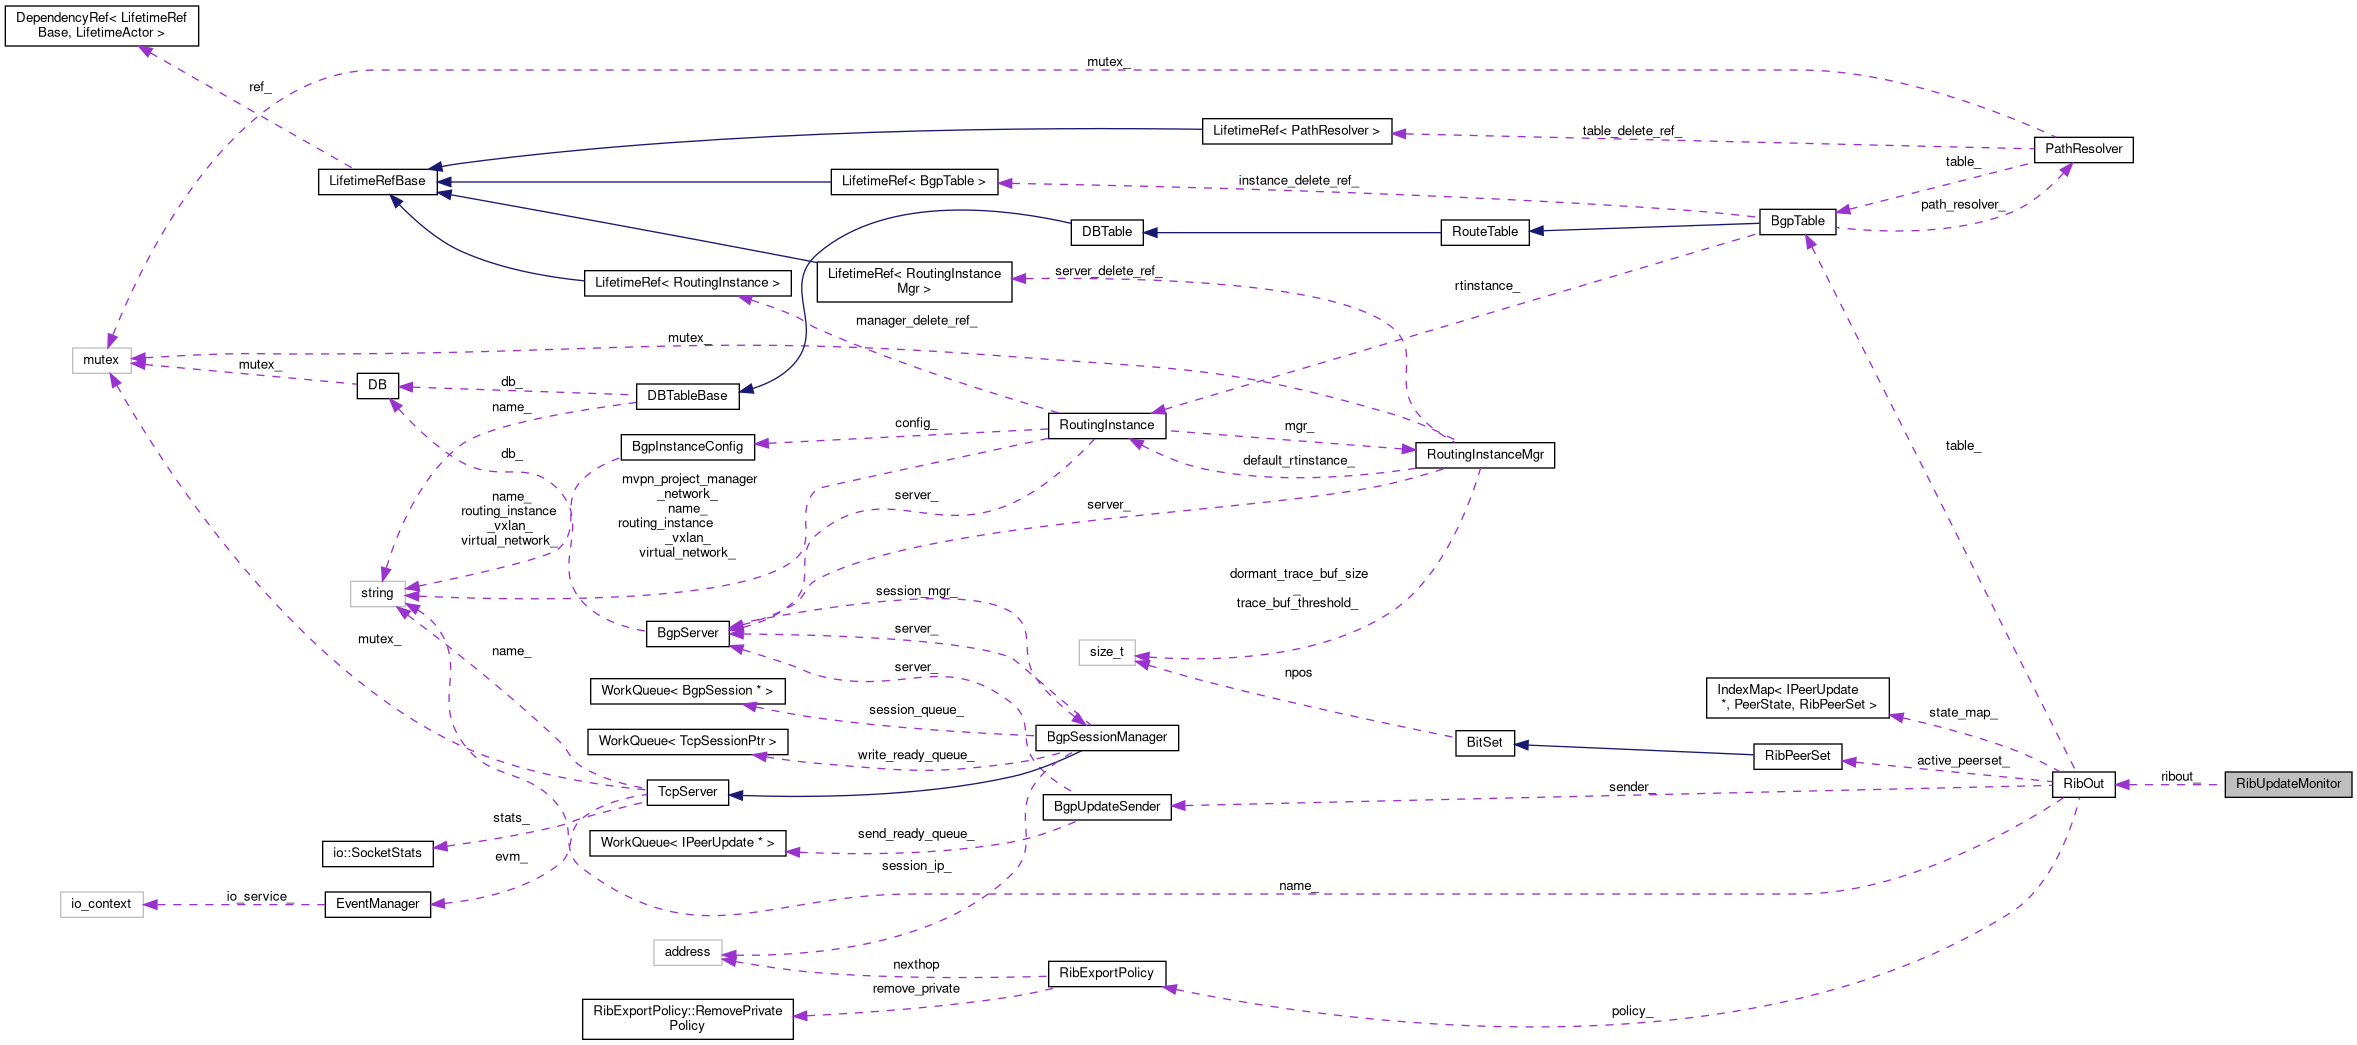 DependencyRef< LifetimeRef
Base, LifetimeActor >
mutex_
ref_
LifetimeRef< PathResolver >
table_delete_ref_
PathResolver
LifetimeRefBase
LifetimeRef< BgpTable >
instance_delete_ref_
table_
path_resolver_
BgpTable
DBTable
RouteTable
LifetimeRef< RoutingInstance >
LifetimeRef< RoutingInstance
Mgr >
server_delete_ref_
rtinstance_
manager_delete_ref_
mutex
mutex_
mutex_
DB
db_
DBTableBase
name_
RoutingInstance
config_
BgpInstanceConfig
mgr_
RoutingInstanceMgr
default_rtinstance_
table_
db_
mvpn_project_manager
_network_
name_
routing_instance
_vxlan_
virtual_network_
name_
routing_instance
_vxlan_
virtual_network_
server_
server_
string
session_mgr_
dormant_trace_buf_size
_
trace_buf_threshold_
BgpServer
server_
mutex_
name_
size_t
server_
npos
WorkQueue< BgpSession * >
session_queue_
IndexMap< IPeerUpdate
*, PeerState, RibPeerSet >
state_map_
WorkQueue< TcpSessionPtr >
write_ready_queue_
BgpSessionManager
BitSet
RibPeerSet
active_peerset_
RibOut
ribout_
RibUpdateMonitor
TcpServer
BgpUpdateSender
sender_
stats_
WorkQueue< IPeerUpdate * >
send_ready_queue_
io::SocketStats
evm_
session_ip_
io_context
io_service_
EventManager
name_
address
nexthop
RibExportPolicy
remove_private
RibExportPolicy::RemovePrivate
Policy
policy_